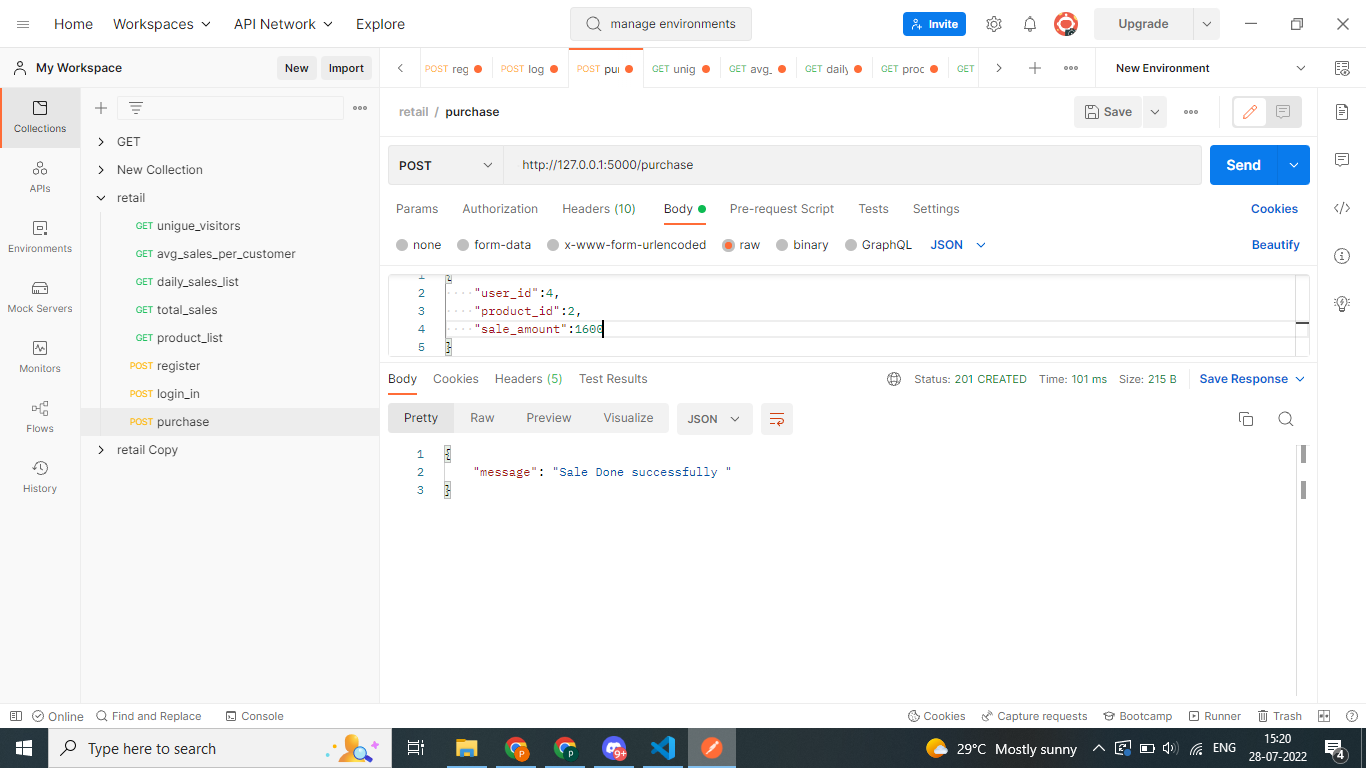 Home
Workspaces
API Network
Explore
manage environments
Invite
Upgrade
My Workspace
New
Import
POST reg
POST log
POST pur
GET uniq
GET avg_
GET daily
GET prod
GET
New Environment
Collections
APIs
Environments
Mock Servers
Monitors
Flows
History
GET
New Collection
retail
GET unigue_visitors
GET avg_sales_per_customer
GET daily_sales_list
GET total_sales
GET product_list
POST register
POST login_in
POST purchase
retail Copy
retail / purchase
Save
POST
http://127.0.0.1:5000/purchase
Send
Params
Authorization
Headers (10)
Body
Pre-request Script
Tests
Settings
Cookies
none
form-data
x-www-form-urlencoded
raw
binary
GraphQL
JSON
Beautify
1 {
2 "user_id":4,
3 "product_id":2,
4 "sale_amount":1600
5 }
Body
Cookies
Headers (5)
Test Results
Status: 201 CREATED
Time: 101 ms
Size: 215 B
Save Response
Pretty
Raw
Preview
Visualize
JSON
1 {
2 "message": "Sale Done successfully "
3 }
Online
Find and Replace
Console
Cookies
Capture requests
Bootcamp
Runner
Trash
Type here to search
P
P
9+
29°C Mostly sunny
ENG
15:20
28-07-2022
4